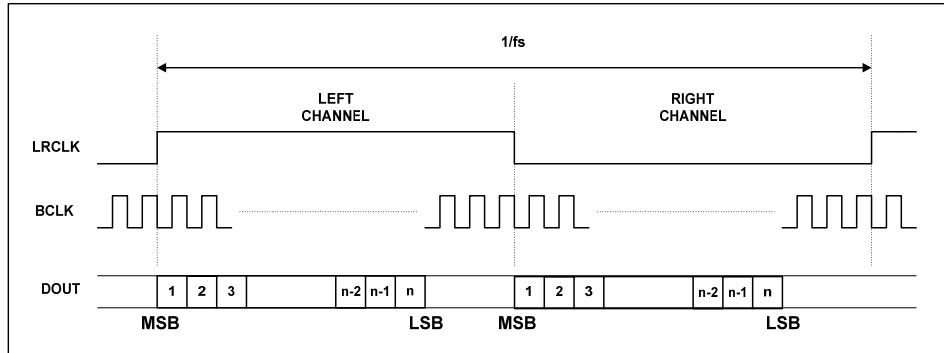 1/fs
LEFT CHANNEL
RIGHT CHANNEL
LRCLK
BCLK
DOUT
1 2 3 n-2 n-1 n 1 2 3 n-2 n-1 n
MSB LSB MSB LSB